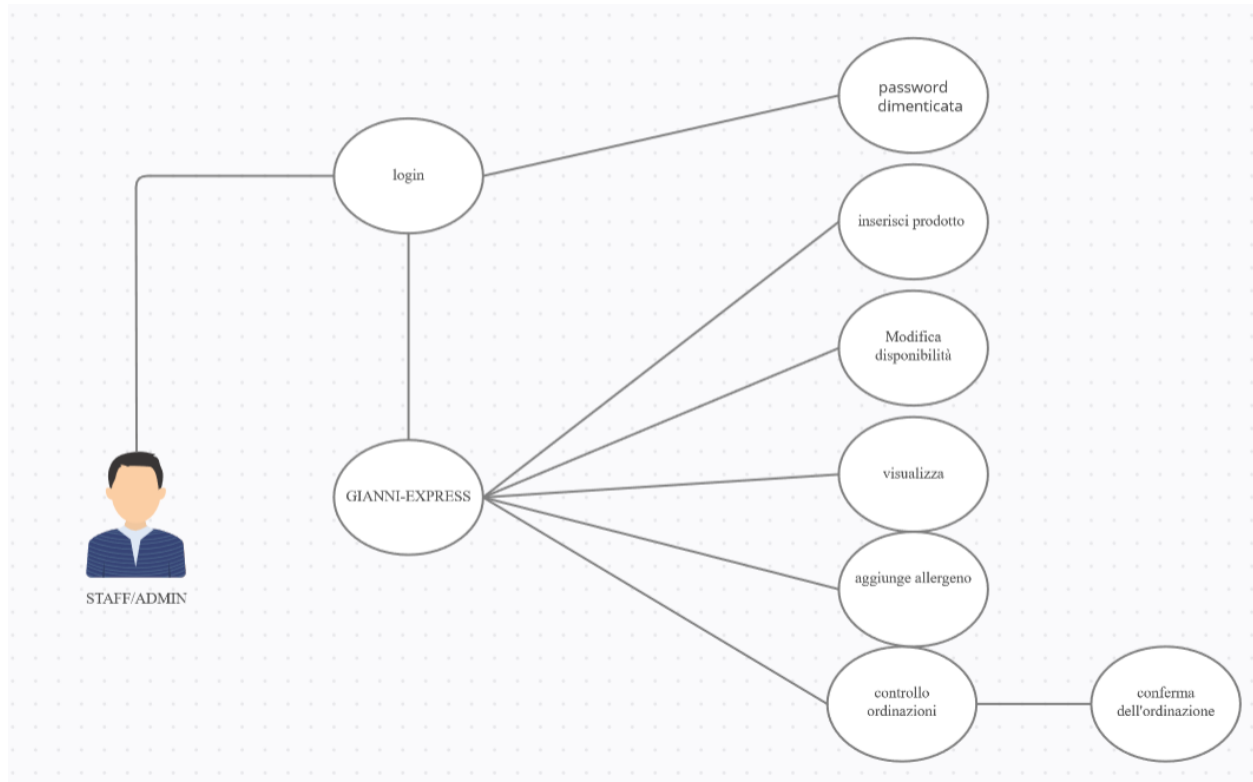 password
dimenticata
login
inserisci prodotto
Modifica
disponibilità
visualizza
GIANNI-EXPRESS
aggiunge allergeno
STAFF/ADMIN
controllo
ordinazioni
conferma
dell'ordinazione